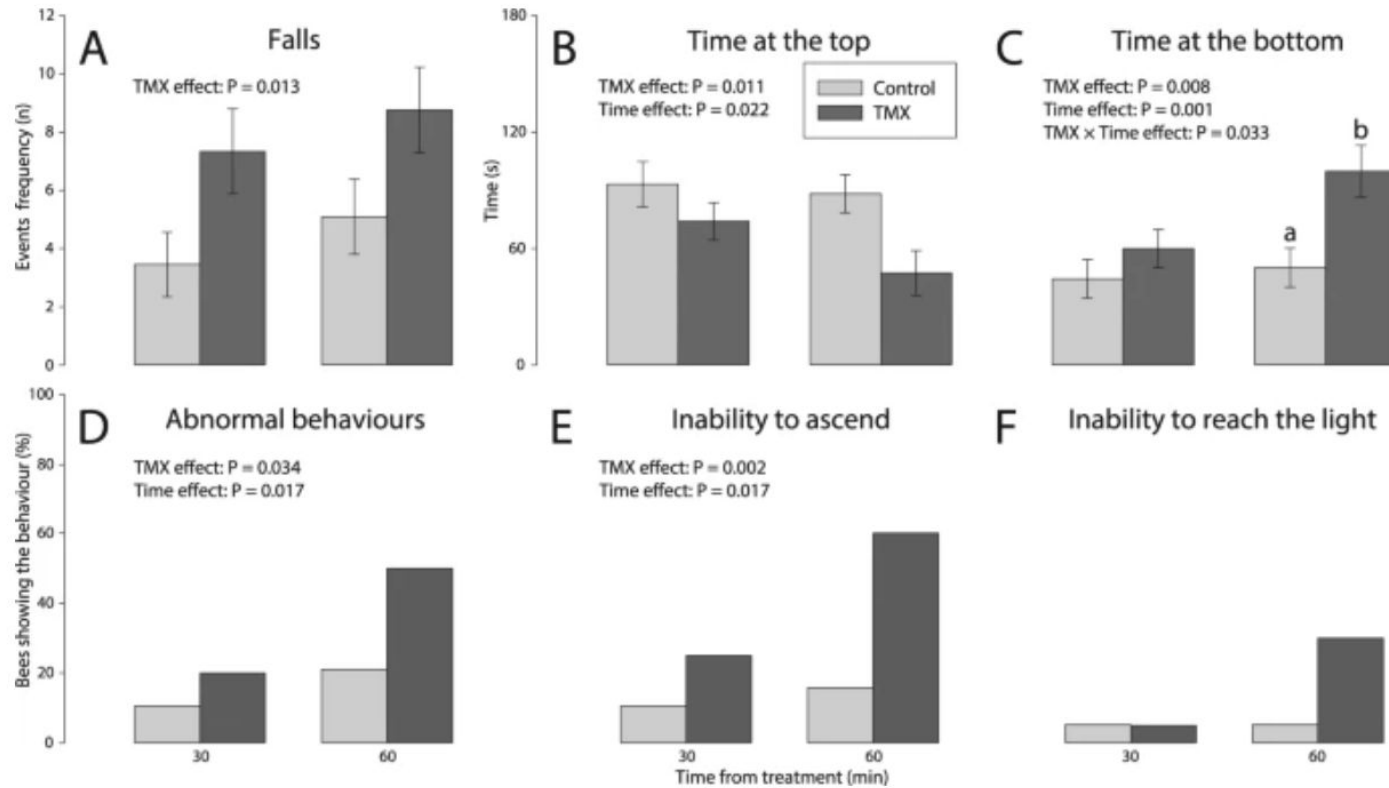 A
Falls
TMX effect: P = 0.013
Events frequency (n)
12
10
8
6
4
2
0
B
Time at the top
TMX effect: P = 0.011
Time effect: P = 0.022
Control
TMX
Time (s)
180
120
60
0
C
Time at the bottom
TMX effect: P = 0.008
Time effect: P = 0.001
TMX × Time effect: P = 0.033
a
b
D
Abnormal behaviours
TMX effect: P = 0.034
Time effect: P = 0.017
Bees showing the behaviour (%)
100
80
60
40
20
0
30
60
E
Inability to ascend
TMX effect: P = 0.002
Time effect: P = 0.017
30
60
F
Inability to reach the light
30
60
Time from treatment (min)